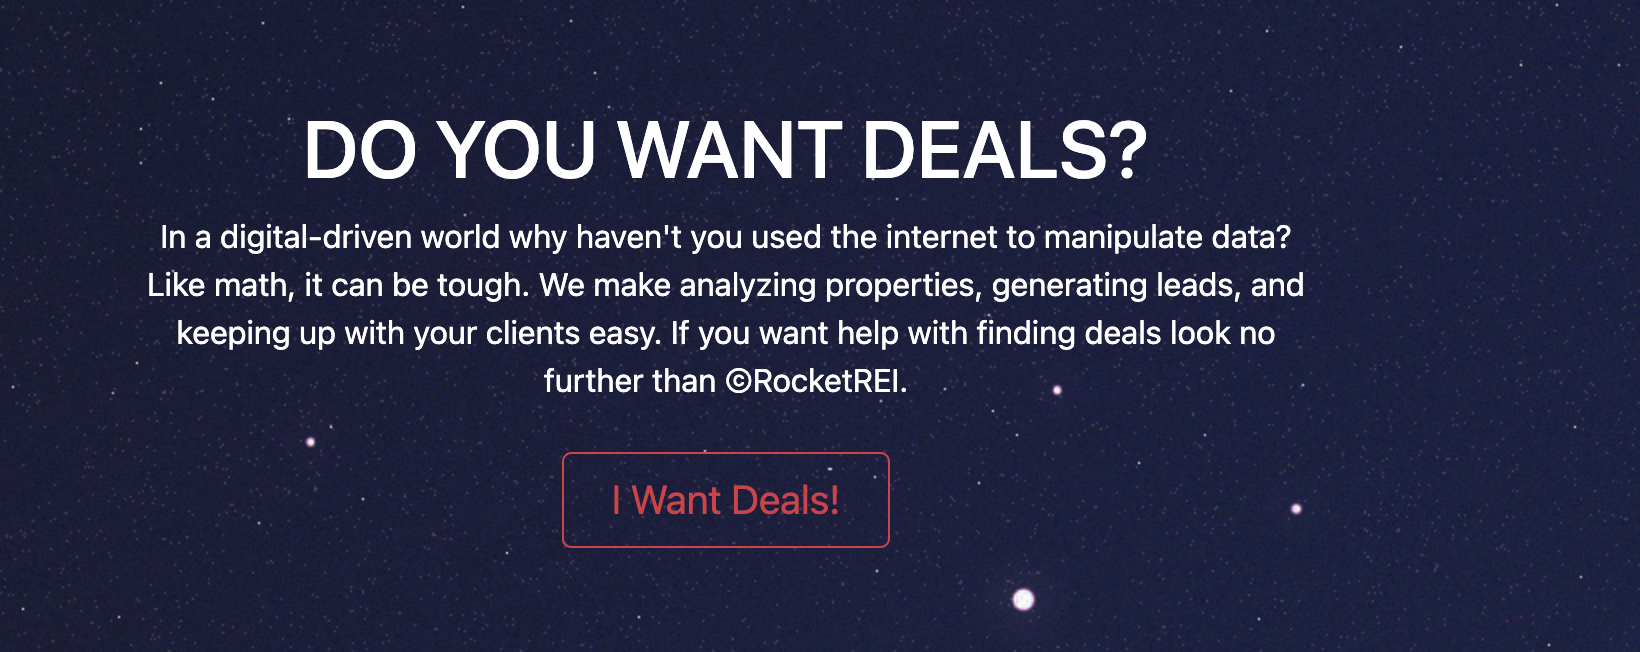 DO YOU WANT DEALS?
In a digital-driven world why haven't you used the internet to manipulate data?
Like math, it can be tough. We make analyzing properties, generating leads, and
keeping up with your clients easy. If you want help with finding deals look no
further than ©RocketREI.
I Want Deals!